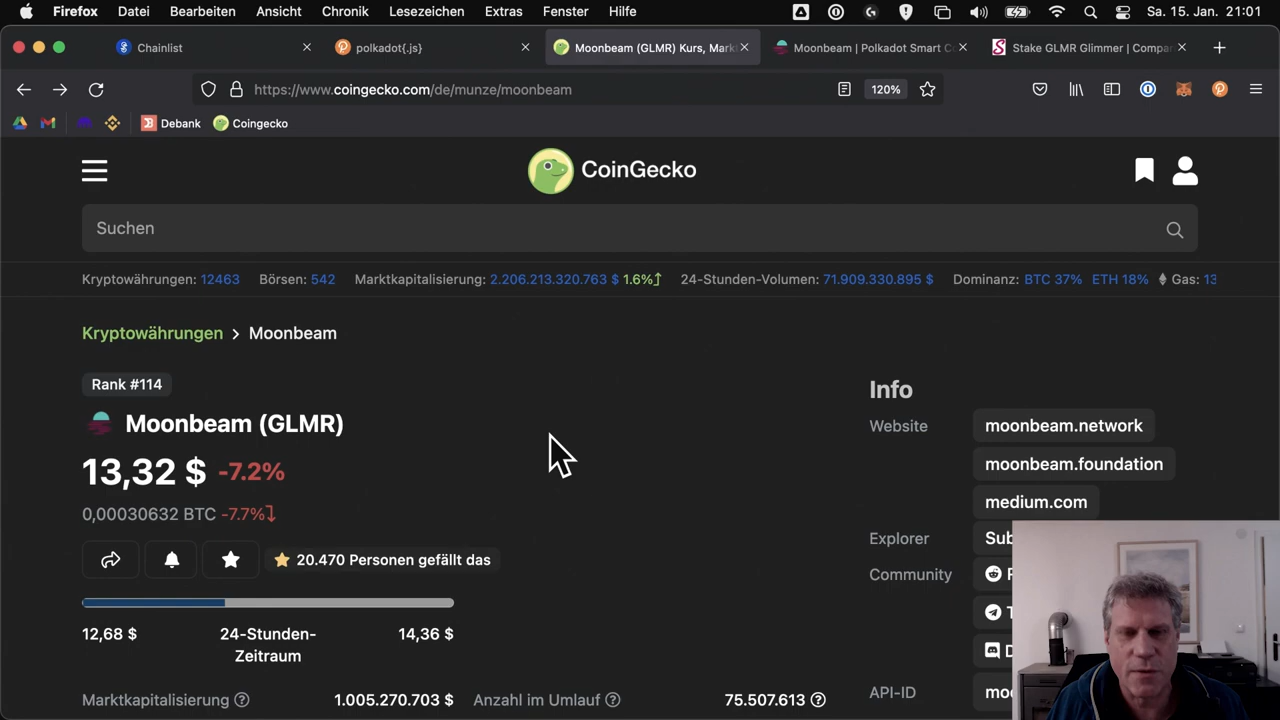 Firefox Datei Bearbeiten Ansicht Chronik Lesezeichen Extras Fenster Hilfe Sa. 15. Jan. 21:01
Chainlist polkadot{.js} Moonbeam (GLMR) Kurs, Mark Moonbeam | Polkadot Smart C Stake GLMR Glimmer | Compa
https://www.coingecko.com/de/munze/moonbeam 120%
Debank Coingecko
CoinGecko
Suchen
Kryptowährungen: 12463 Börsen: 542 Marktkapitalisierung: 2.206.213.320.763 $ 1.6% 24-Stunden-Volumen: 71.909.330.895 $ Dominanz: BTC 37% ETH 18% Gas: 13
Kryptowährungen > Moonbeam
Rank #114
Moonbeam (GLMR)
13,32 $ -7.2%
0,00030632 BTC -7.7%
20.470 Personen gefällt das
12,68 $ 24-Stunden-Zeitraum 14,36 $
Marktkapitalisierung 1.005.270.703 $ Anzahl im Umlauf 75.507.613
Info
Website moonbeam.network
moonbeam.foundation
medium.com
Explorer Sub
Community
API-ID moo